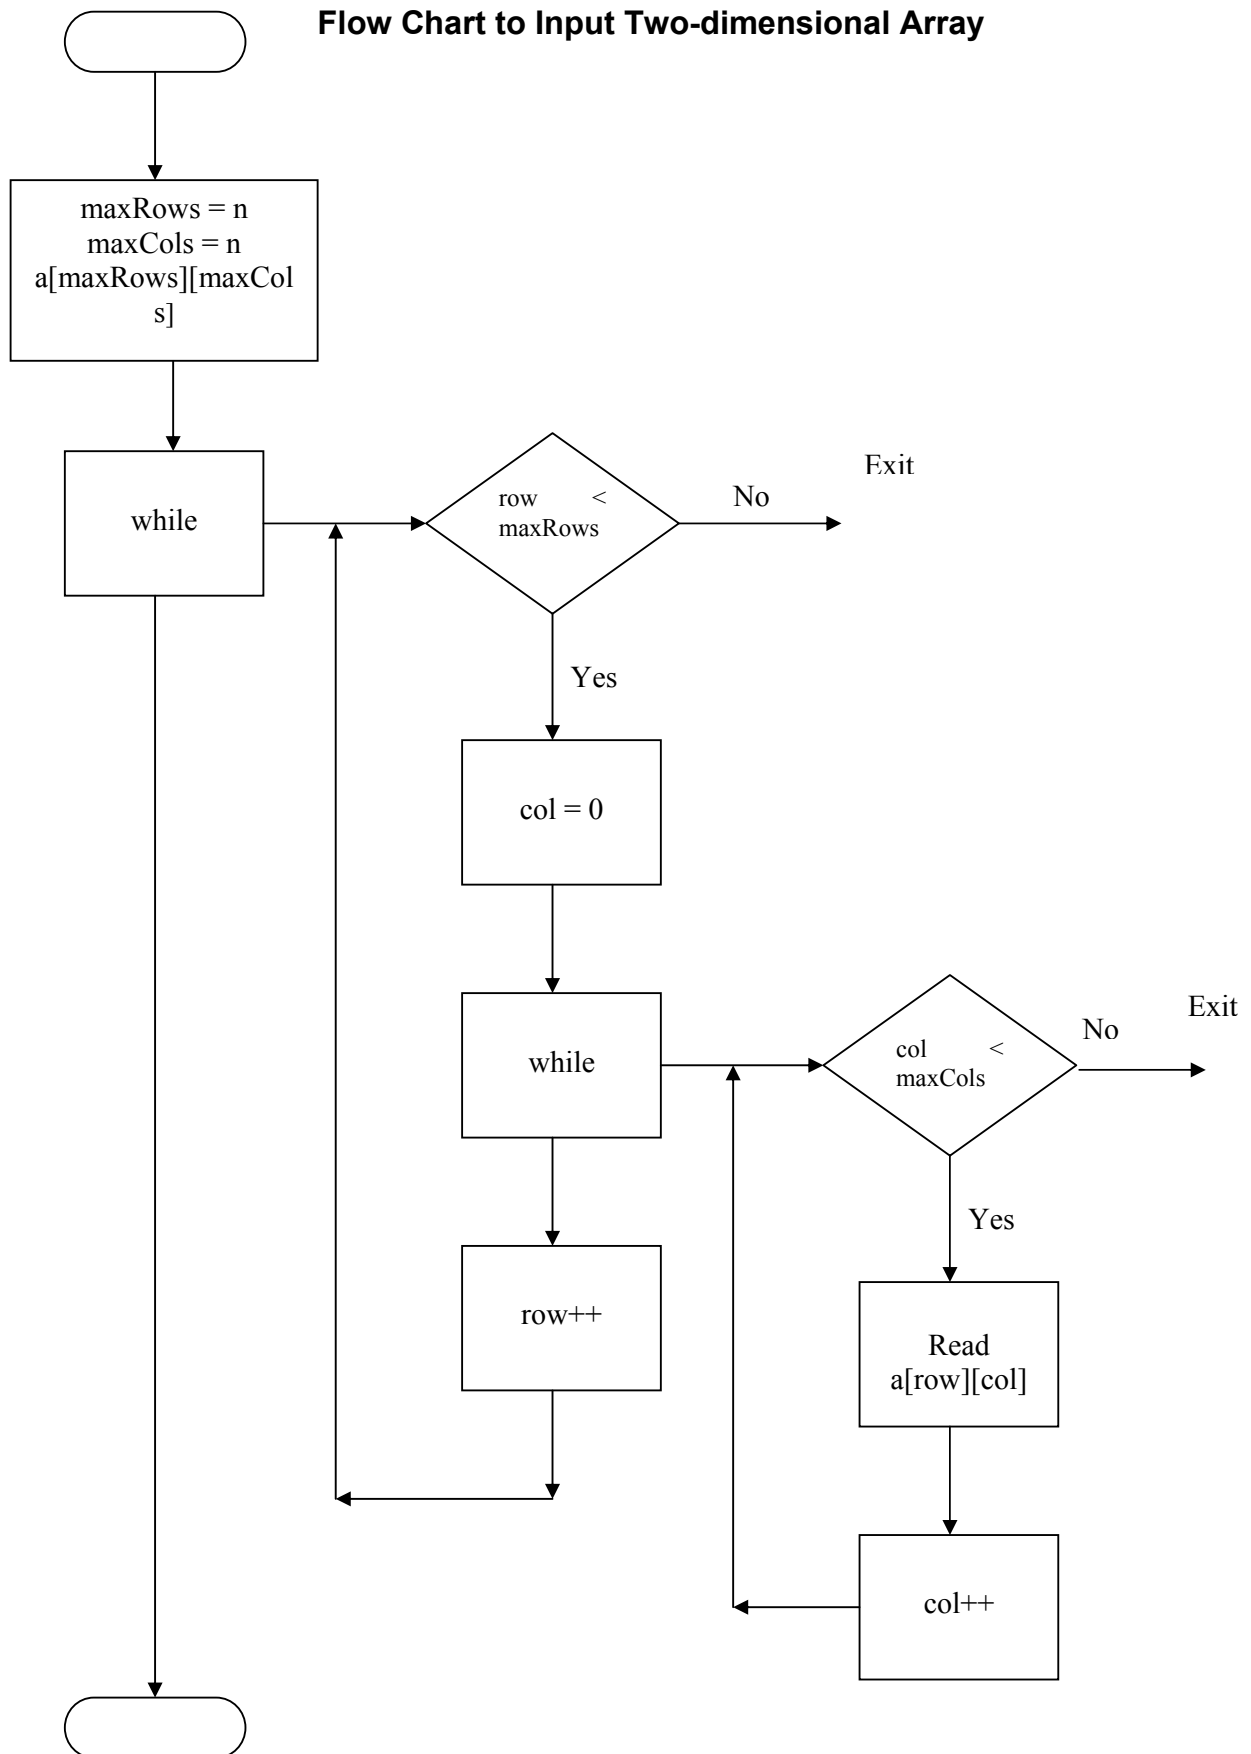 Flow Chart to Input Two-dimensional Array
maxRows = n
maxCols = n
a[maxRows][maxCol
s]
while
row <
maxRows
No
Exit
Yes
col = 0
while
col <
maxCols
No
Exit
Yes
row++
Read
a[row][col]
col++